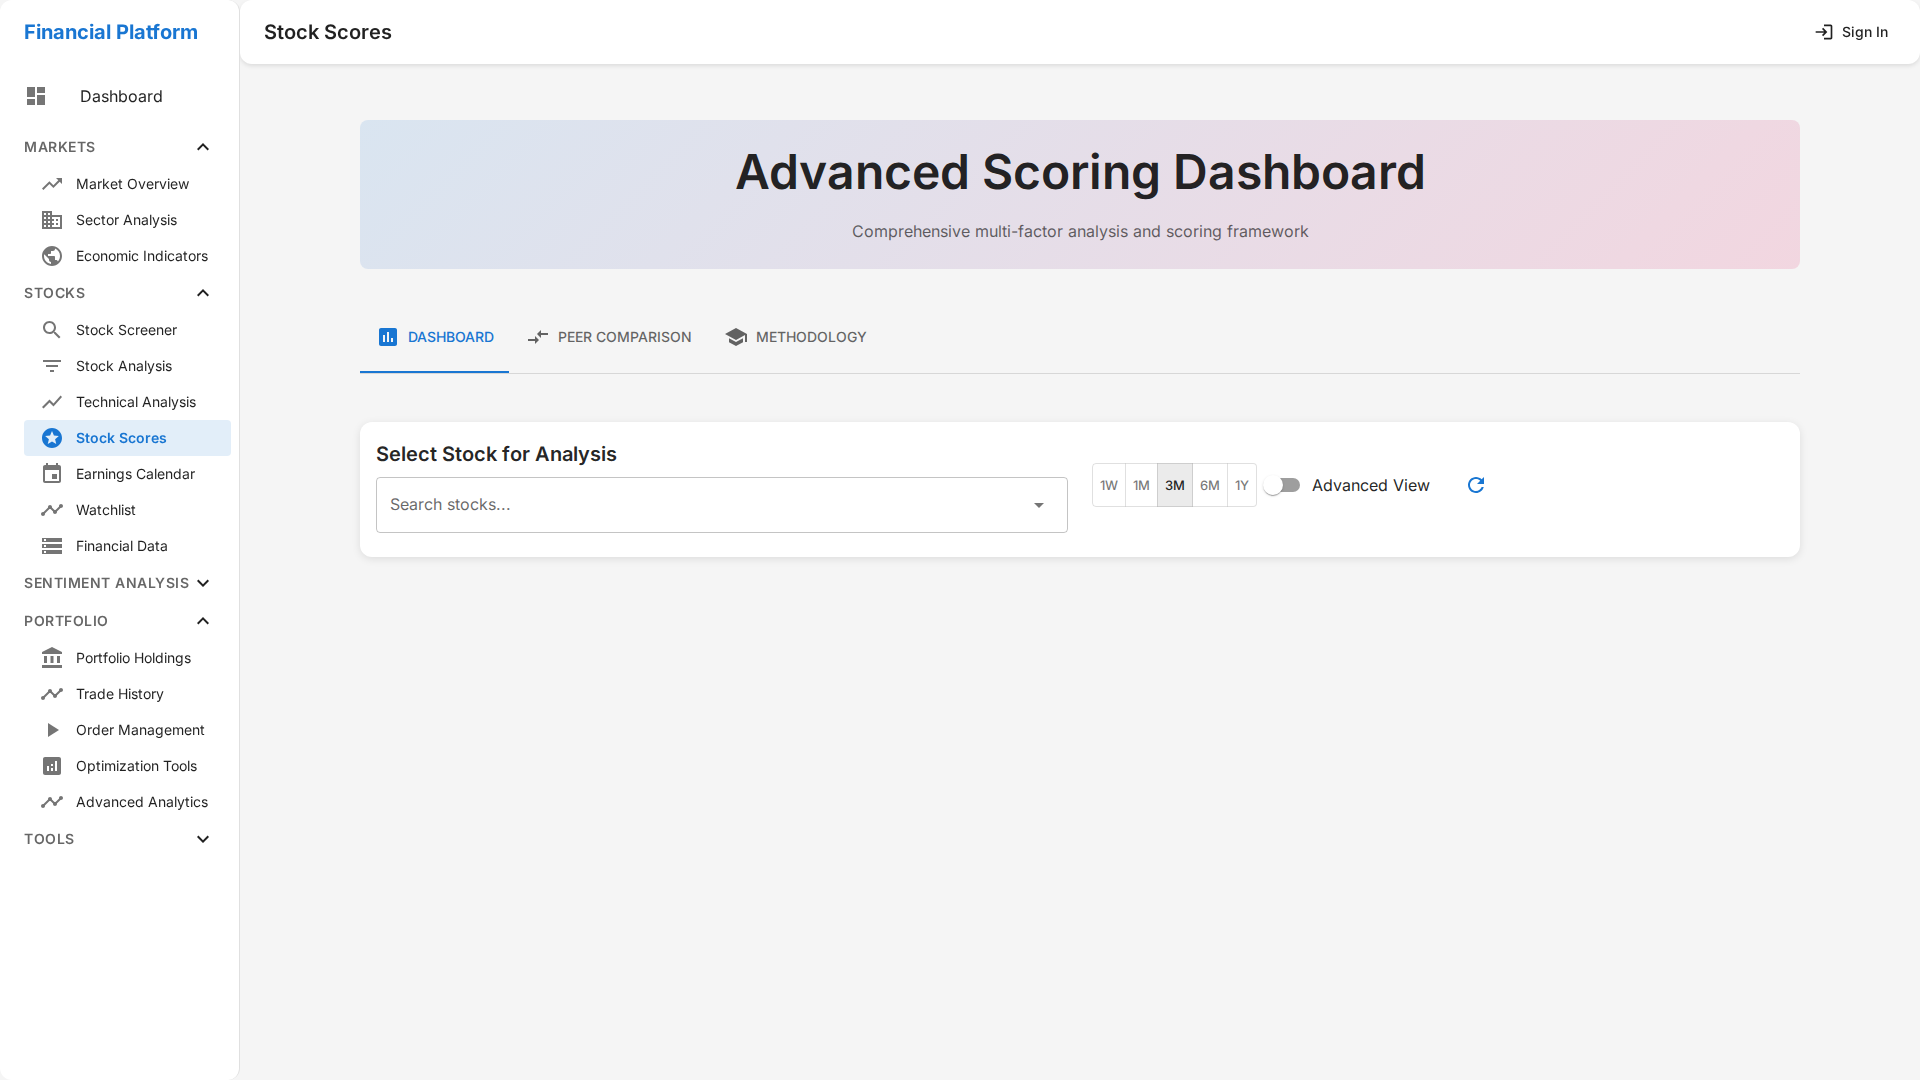 Financial Platform
Dashboard
MARKETS
Market Overview
Sector Analysis
Economic Indicators
STOCKS
Stock Screener
Stock Analysis
Technical Analysis
Stock Scores
Earnings Calendar
Watchlist
Financial Data
SENTIMENT ANALYSIS
PORTFOLIO
Portfolio Holdings
Trade History
Order Management
Optimization Tools
Advanced Analytics
TOOLS
Stock Scores
Sign In
Advanced Scoring Dashboard
Comprehensive multi-factor analysis and scoring framework
DASHBOARD PEER COMPARISON METHODOLOGY
Select Stock for Analysis
Search stocks...
1W 1M 3M 6M 1Y Advanced View